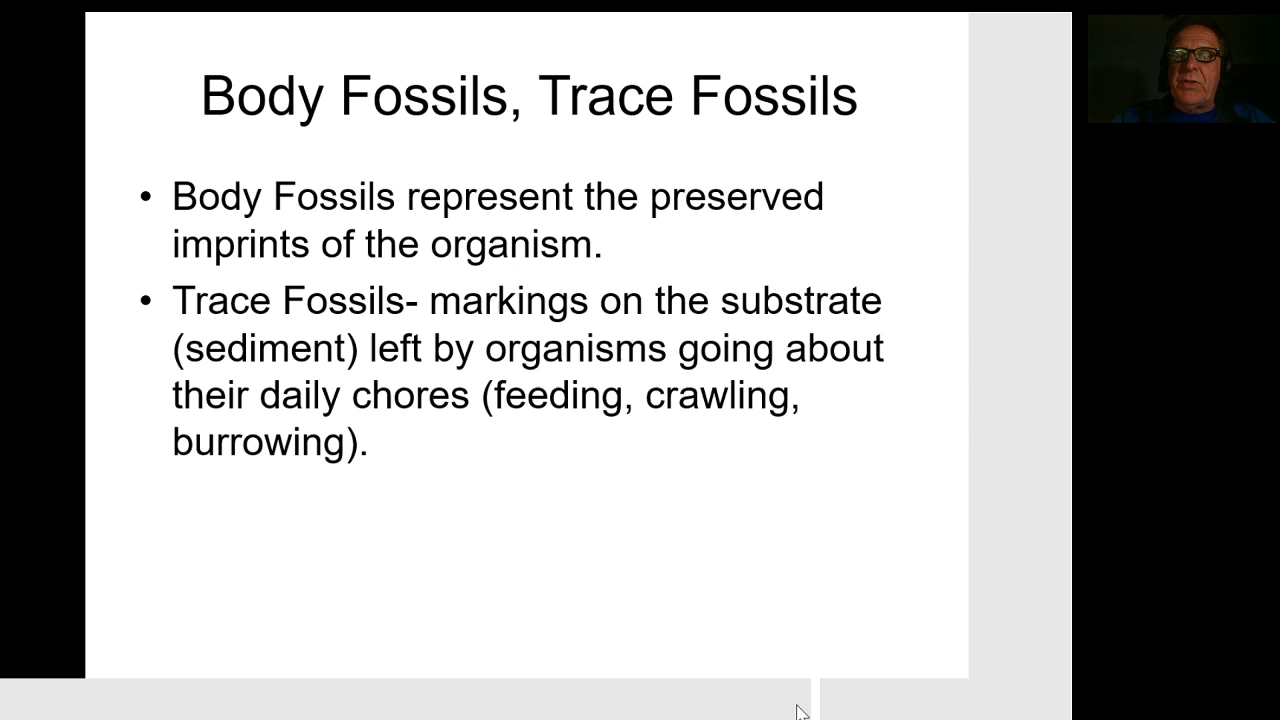 Body Fossils, Trace Fossils
• Body Fossils represent the preserved
imprints of the organism.
• Trace Fossils- markings on the substrate
(sediment) left by organisms going about
their daily chores (feeding, crawling,
burrowing).